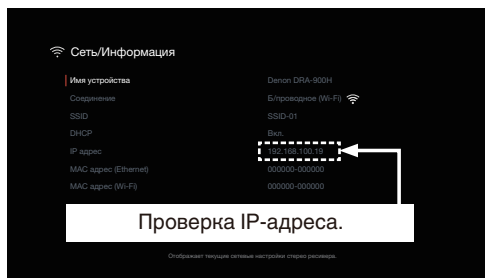 Сеть/Информация
Имя устройства Denon DRA-900H
Соединение Б/проводное (Wi-Fi)
SSID SSID-01
DHCP Вкл.
IP адрес 192.168.100.19
MAC адрес (Ethernet) 000000-000000
MAC адрес (Wi-Fi) 000000-000000
Проверка IP-адреса.
Отображает текущие сетевые настройки стерео ресивера.